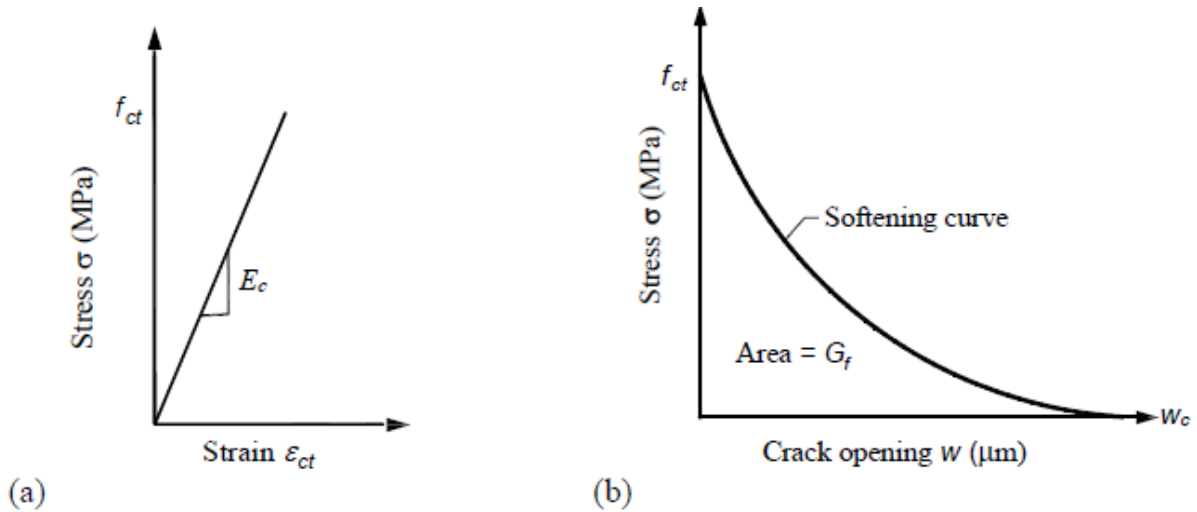 f_ct
Stress σ (MPa)
E_c
Strain ε_ct
(a)
f_ct
Stress σ (MPa)
Softening curve
Area = G_f
w_c
Crack opening w (μm)
(b)